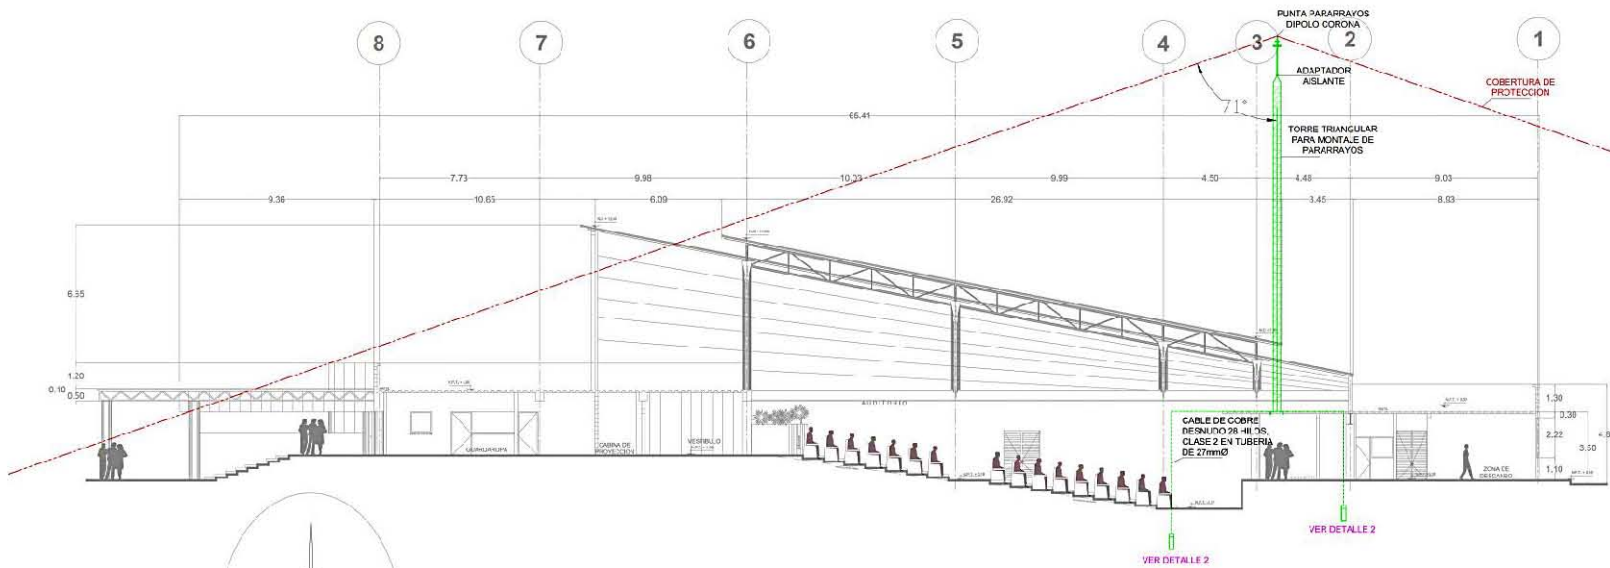 PUNTA PARARRAYOS
DIPOLO CORONA
8
7
6
5
4
3
2
1
ADAPTADOR
AISLANTE
COBERTURA DE
PROTECCION
71°
65.41
TORRE TRIANGULAR
PARA MONTAJE DE
PARARRAYOS
7.73
9.98
10.03
9.99
4.50
4.48
9.03
9.36
10.65
6.09
26.92
3.45
8.93
1.20
0.10
0.50
AUDITORIO
CABLE DE COBRE
DESNUDO 28 HILOS,
CLASE 2 EN TUBERIA
DE 27mmØ
GUARDARROPA
CABINA DE
PROYECCION
VESTIBULO
ZONA DE
DESCANSO
1.30
0.38
2.22
3.60
1.10
VER DETALLE 2
VER DETALLE 2